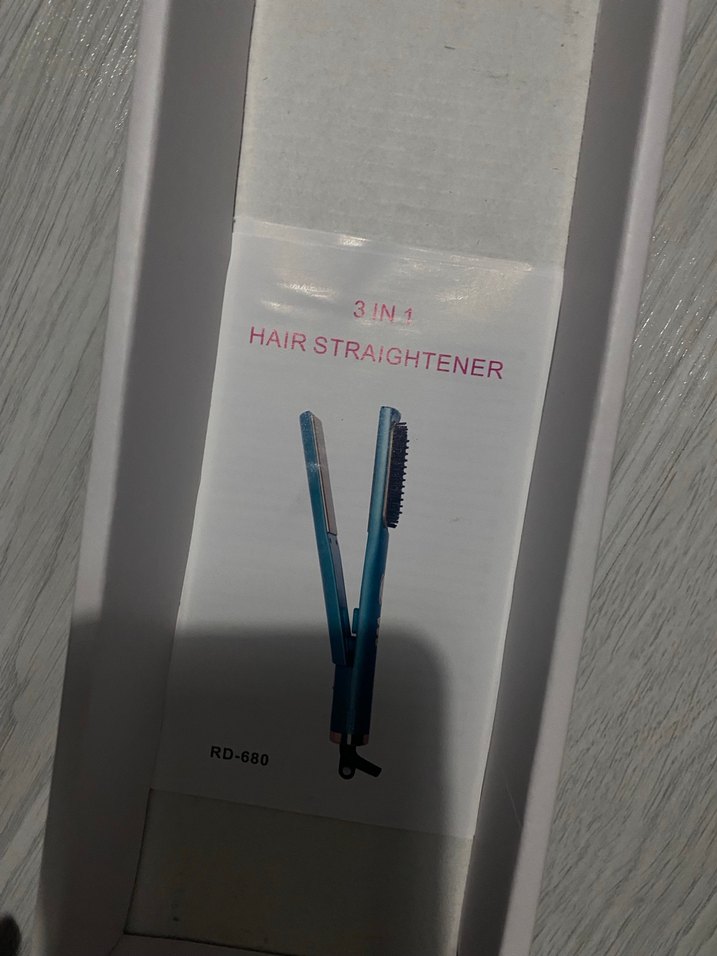 3 IN 1
HAIR STRAIGHTENER
RD-680